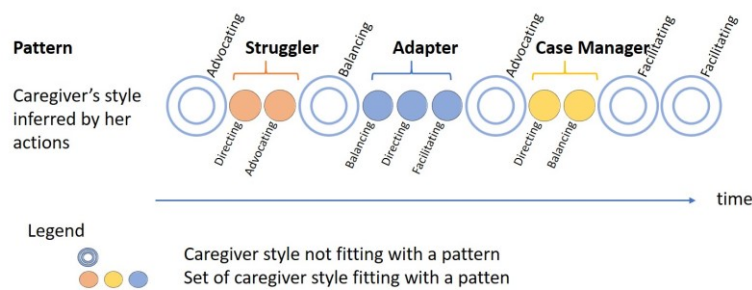 Pattern
Struggler
Adapter
Case Manager
Advocating
Balancing
Advocating
Facilitating
Facilitating
Caregiver's style
inferred by her
actions
Directing
Advocating
Balancing
Directing
Facilitating
Directing
Balancing
time
Legend
Caregiver style not fitting with a pattern
Set of caregiver style fitting with a patten